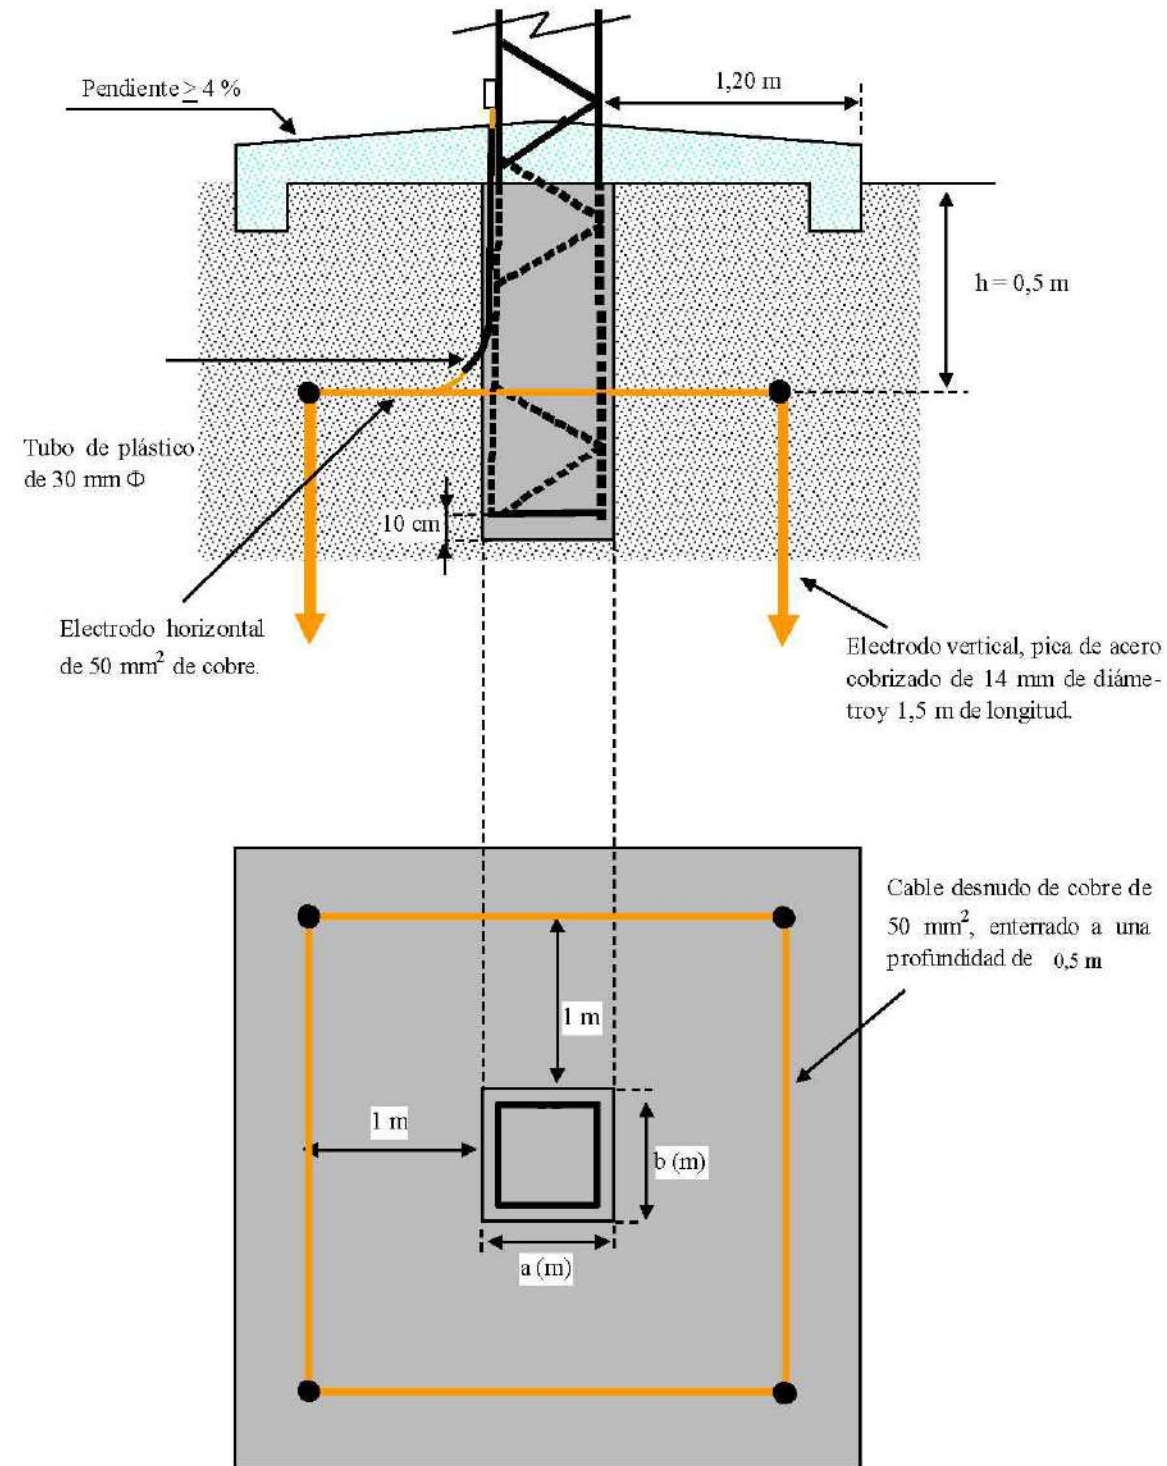 1,20 m
Pendiente ≥ 4 %
h = 0,5 m
Tubo de plástico
de 30 mm Φ
10 cm
Electrodo horizontal
de 50 mm² de cobre.
Electrodo vertical, pica de acero
cobrizado de 14 mm de diáme-
troy 1,5 m de longitud.
Cable desnudo de cobre de
50 mm², enterrado a una
profundidad de 0,5 m
1 m
1 m
b (m)
a (m)